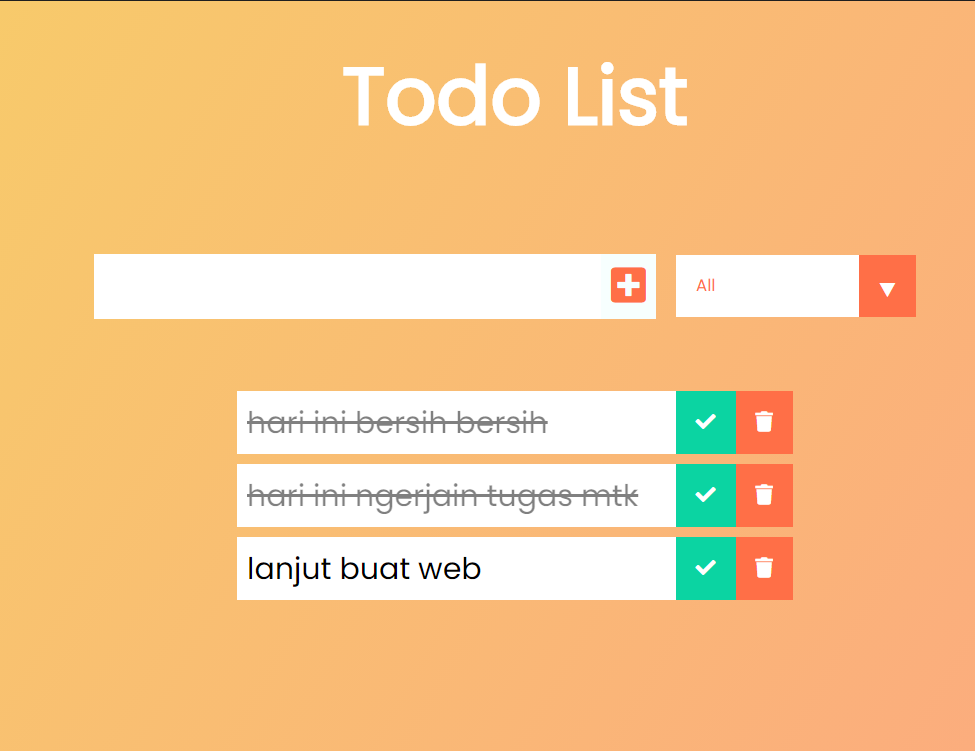 Todo List
All
hari ini bersih bersih
hari ini ngerjain tugas mtk
lanjut buat web